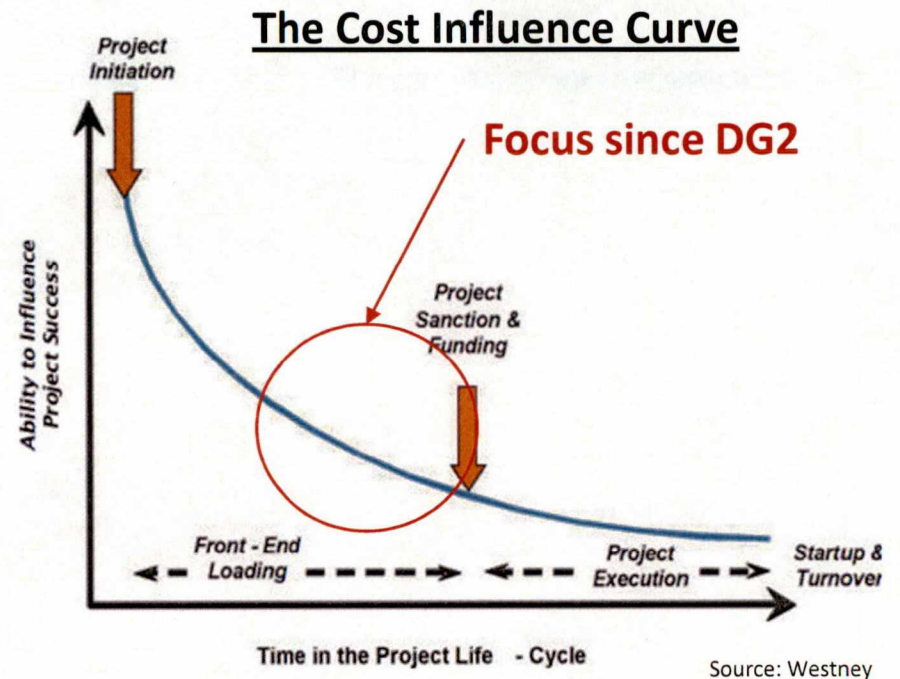 The Cost Influence Curve
Project
Initiation
Focus since DG2
Ability to Influence
Project Success
Project
Sanction &
Funding
Front - End
Loading
Project
Execution
Startup &
Turnover
Time in the Project Life - Cycle
Source: Westney